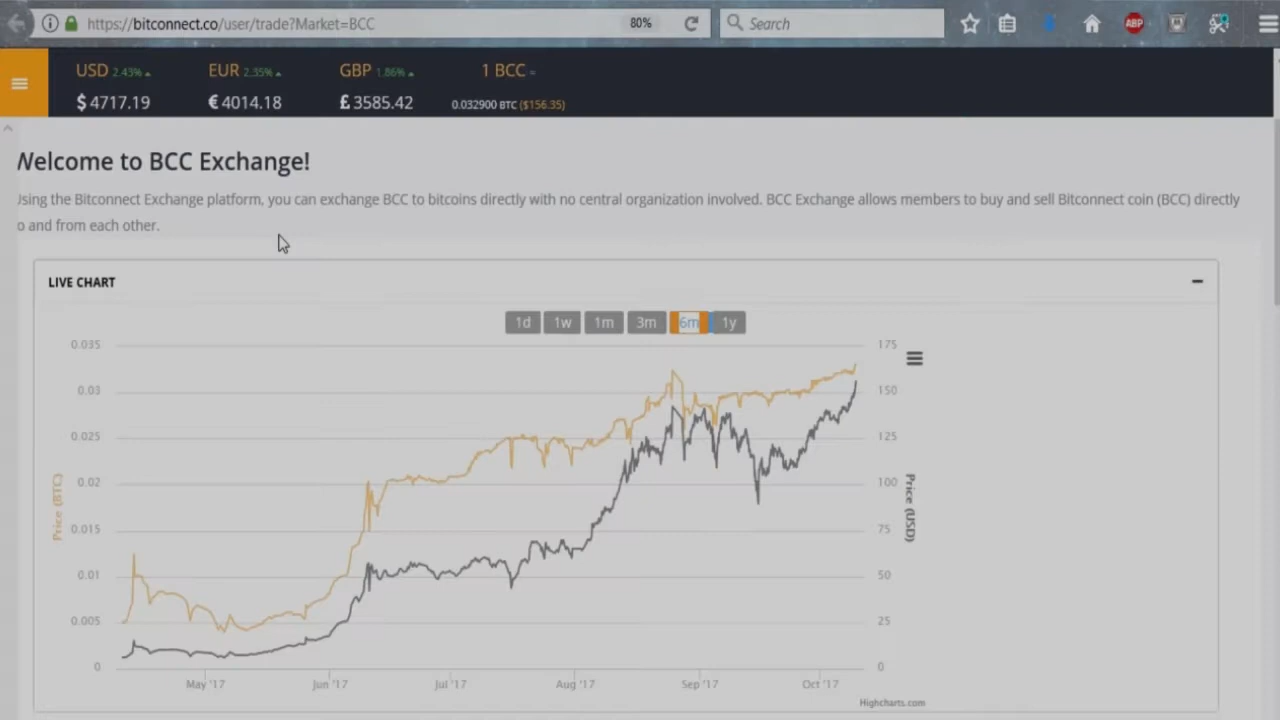 https://bitconnect.co/user/trade?Market=BCC 80% Search ABP
USD 2.43% EUR 2.35% GBP 1.86% 1 BCC =
$ 4717.19 € 4014.18 £ 3585.42 0.032900 BTC ($156.35)
Welcome to BCC Exchange!
Using the Bitconnect Exchange platform, you can exchange BCC to bitcoins directly with no central organization involved. BCC Exchange allows members to buy and sell Bitconnect coin (BCC) directly
o and from each other.
LIVE CHART
1d 1w 1m 3m 6m 1y
0.035 175
0.03 150
0.025 125
0.02 100
0.015 75
0.01 50
0.005 25
0 0
Price (BTC)
Price (USD)
May '17 Jun '17 Jul '17 Aug '17 Sep '17 Oct '17
Highcharts.com